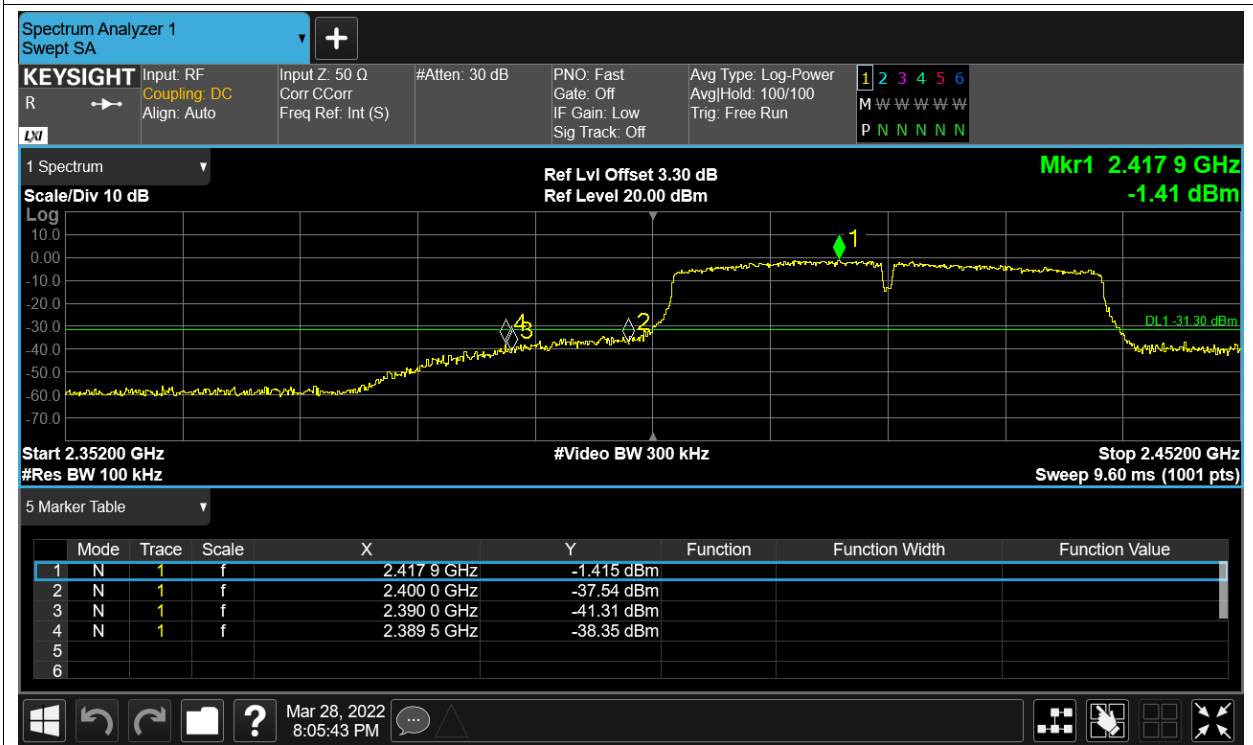 Spectrum Analyzer 1
Swept SA
KEYSIGHT
R
LXI
Input: RF
Coupling: DC
Align: Auto
Input Z: 50 Ω
Corr CCorr
Freq Ref: Int (S)
#Atten: 30 dB
PNO: Fast
Gate: Off
IF Gain: Low
Sig Track: Off
Avg Type: Log-Power
Avg|Hold: 100/100
Trig: Free Run
1 2 3 4 5 6
M W W W W W
P N N N N N
1 Spectrum
Scale/Div 10 dB
Ref Lvl Offset 3.30 dB
Ref Level 20.00 dBm
Mkr1 2.417 9 GHz
-1.41 dBm
Log
10.0
0.00
-10.0
-20.0
-30.0
-40.0
-50.0
-60.0
-70.0
1
4
3
2
DL1 -31.30 dBm
Start 2.35200 GHz
#Video BW 300 kHz
Stop 2.45200 GHz
#Res BW 100 kHz
Sweep 9.60 ms (1001 pts)
5 Marker Table
Mode Trace Scale X Y Function Function Width Function Value
1 N 1 f 2.417 9 GHz -1.415 dBm
2 N 1 f 2.400 0 GHz -37.54 dBm
3 N 1 f 2.390 0 GHz -41.31 dBm
4 N 1 f 2.389 5 GHz -38.35 dBm
5
6
?
Mar 28, 2022
8:05:43 PM